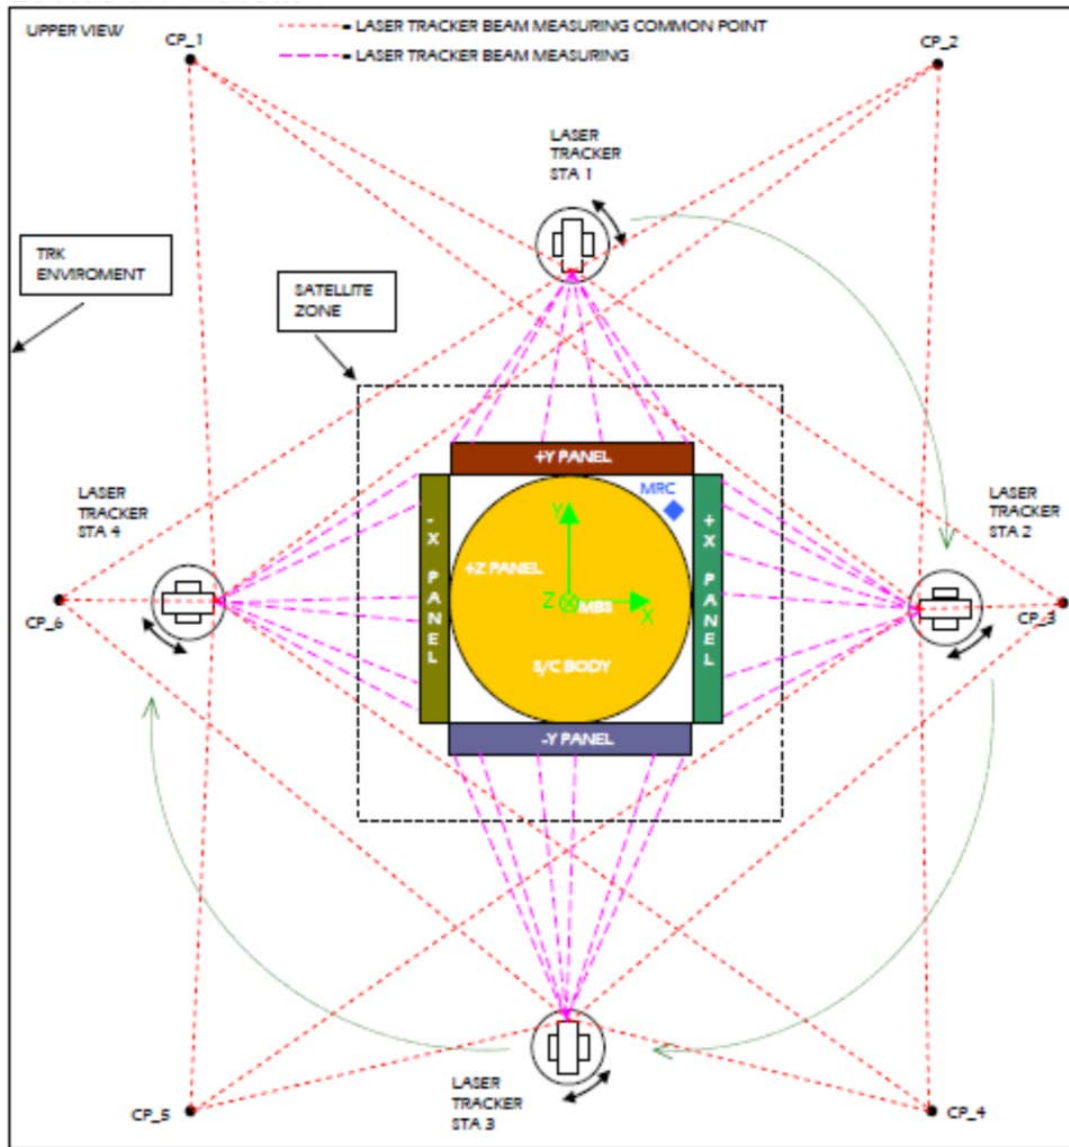 UPPER VIEW
= LASER TRACKER BEAM MEASURING COMMON POINT
= LASER TRACKER BEAM MEASURING
CP_1
CP_2
LASER
TRACKER
STA 1
TRK
ENVIROMENT
SATELLITE
ZONE
+Y PANEL
MRC
LASER
TRACKER
STA 4
LASER
TRACKER
STA 2
-X PANEL
+X PANEL
Y
+Z PANEL
Z
MBS
X
S/C BODY
CP_6
CP_3
-Y PANEL
LASER
TRACKER
STA 3
CP_5
CP_4